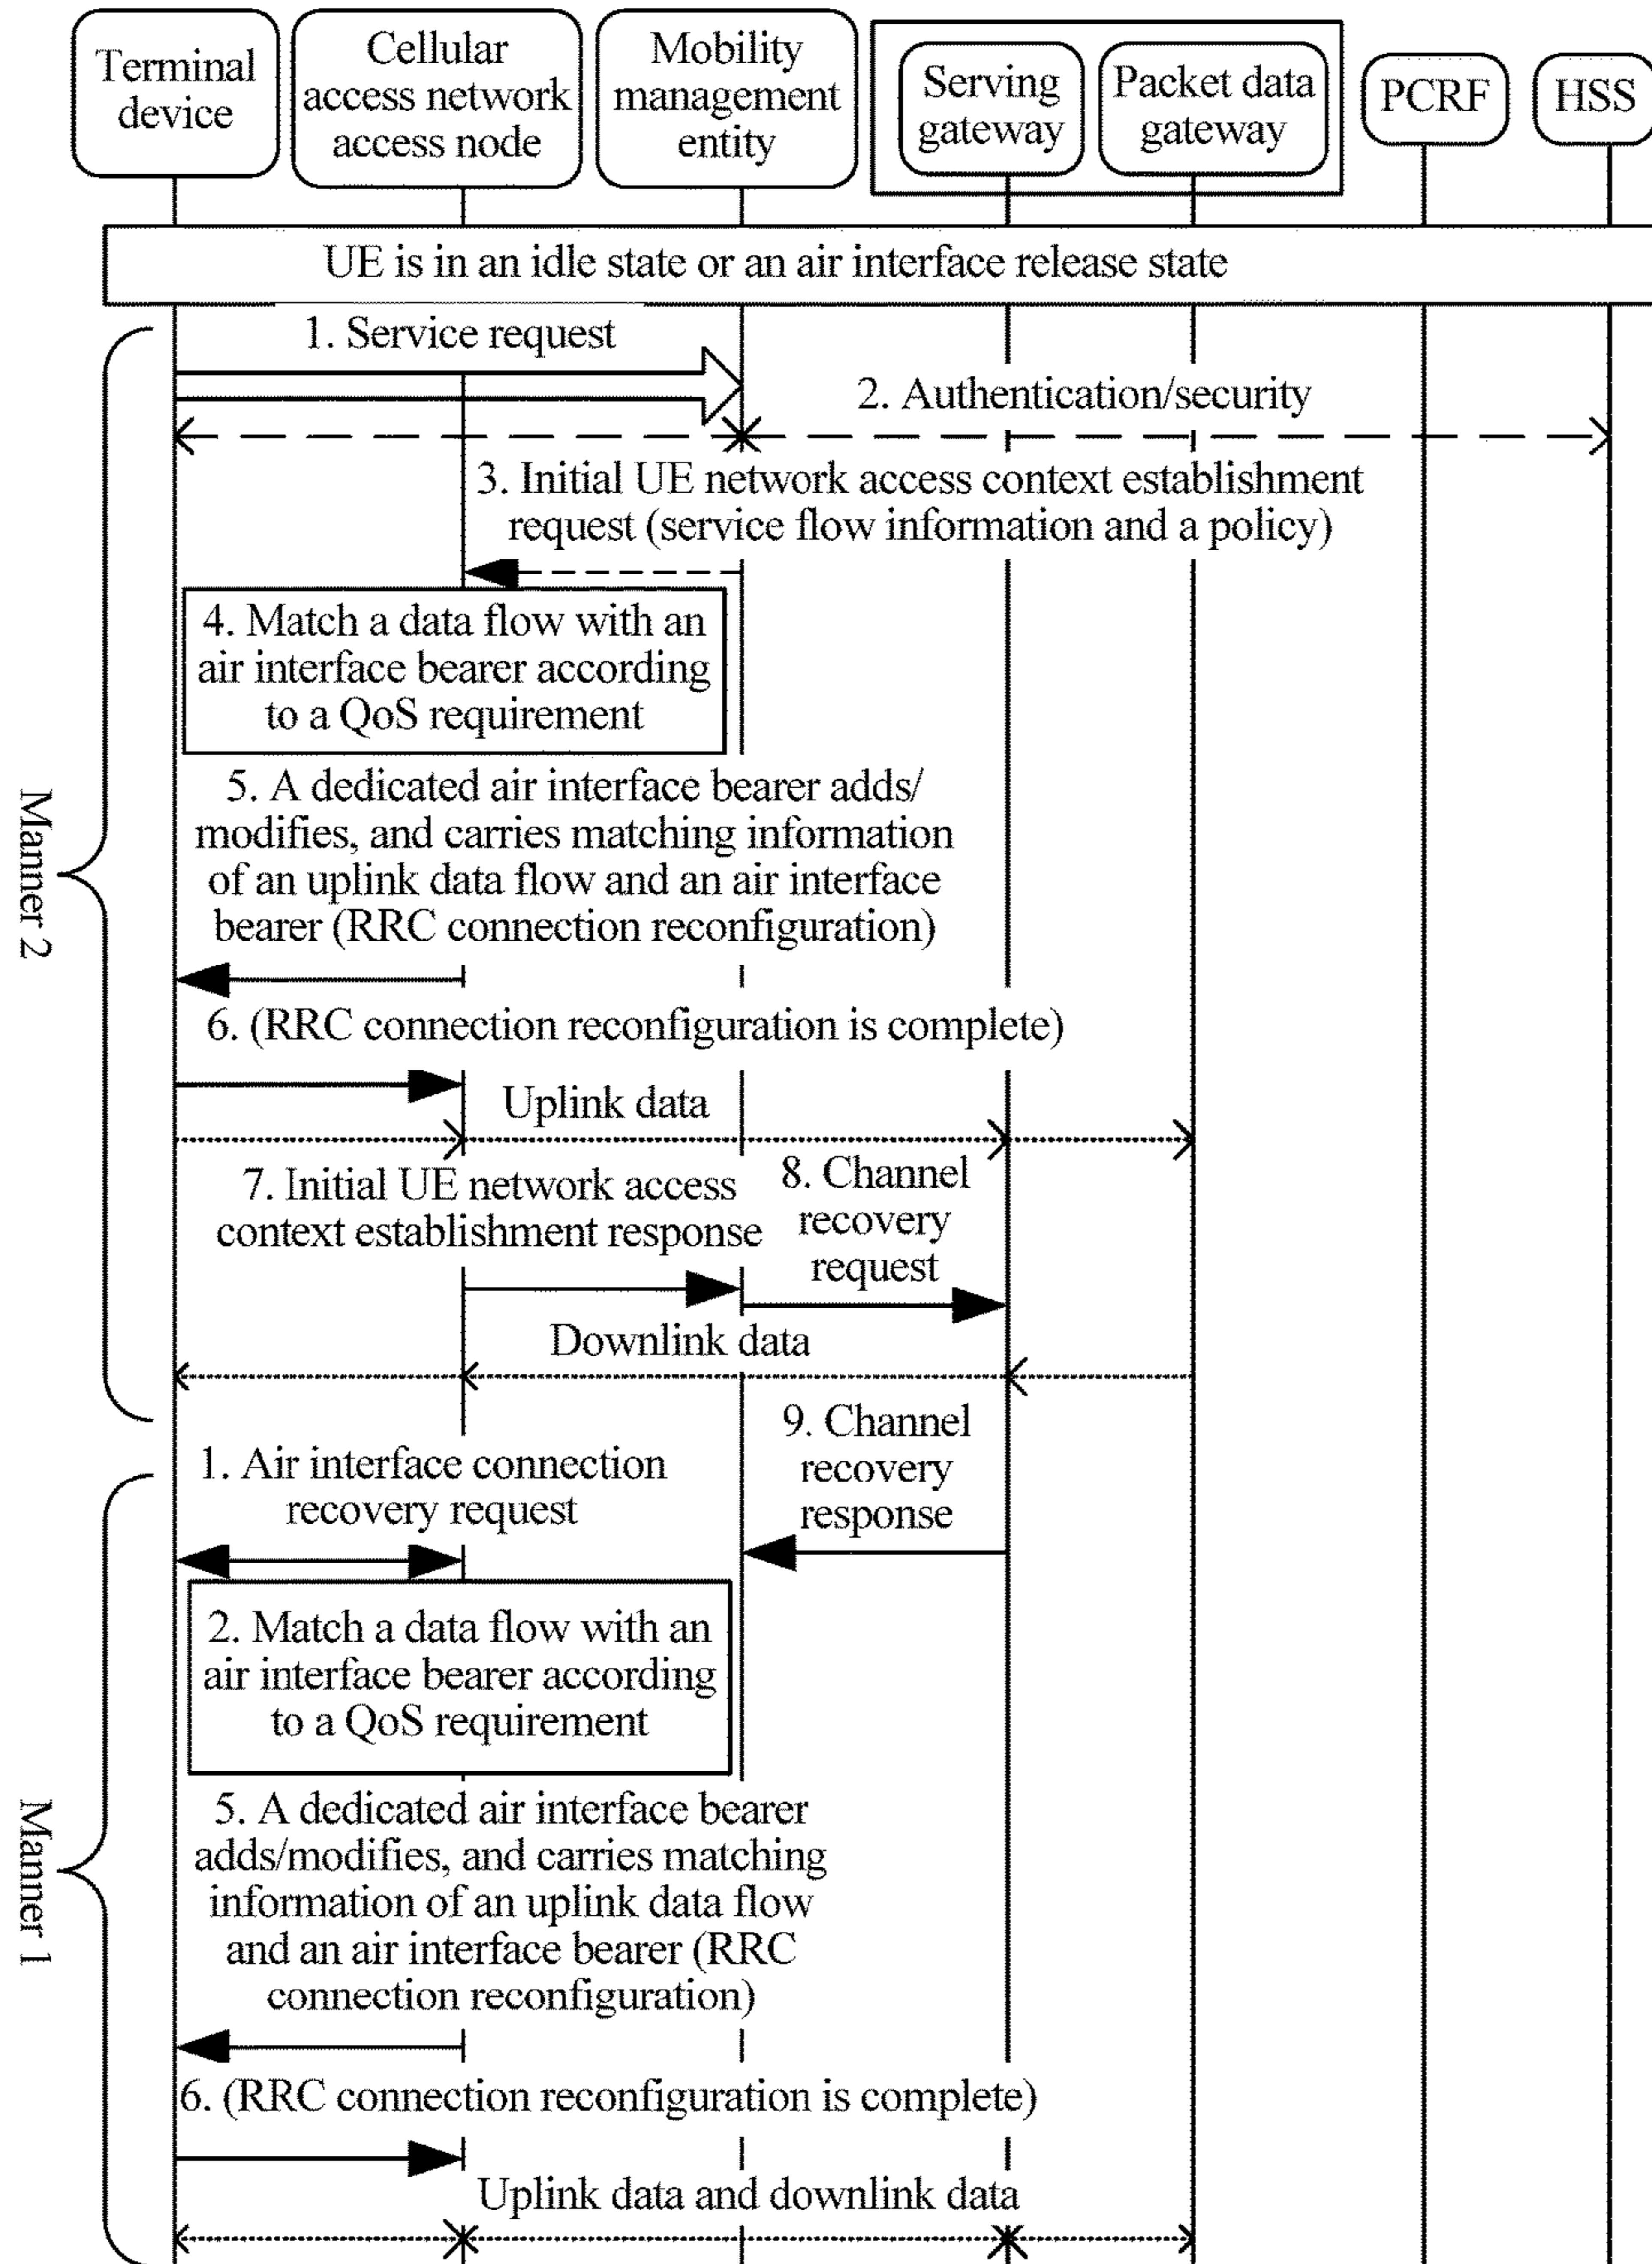 Terminal
device
Cellular
access network
access node
Mobility
management
entity
Serving
gateway
Packet data
gateway
PCRF
HSS
UE is in an idle state or an air interface release state
1. Service request
2. Authentication/security
3. Initial UE network access context establishment
request (service flow information and a policy)
4. Match a data flow with an
air interface bearer according
to a QoS requirement
5. A dedicated air interface bearer adds/
modifies, and carries matching information
of an uplink data flow and an air interface
bearer (RRC connection reconfiguration)
Manner 2
6. (RRC connection reconfiguration is complete)
Uplink data
7. Initial UE network access
context establishment response
8. Channel
recovery
request
Downlink data
9. Channel
recovery
response
1. Air interface connection
recovery request
2. Match a data flow with an
air interface bearer according
to a QoS requirement
5. A dedicated air interface bearer
adds/modifies, and carries matching
information of an uplink data flow
and an air interface bearer (RRC
connection reconfiguration)
Manner 1
6. (RRC connection reconfiguration is complete)
Uplink data and downlink data